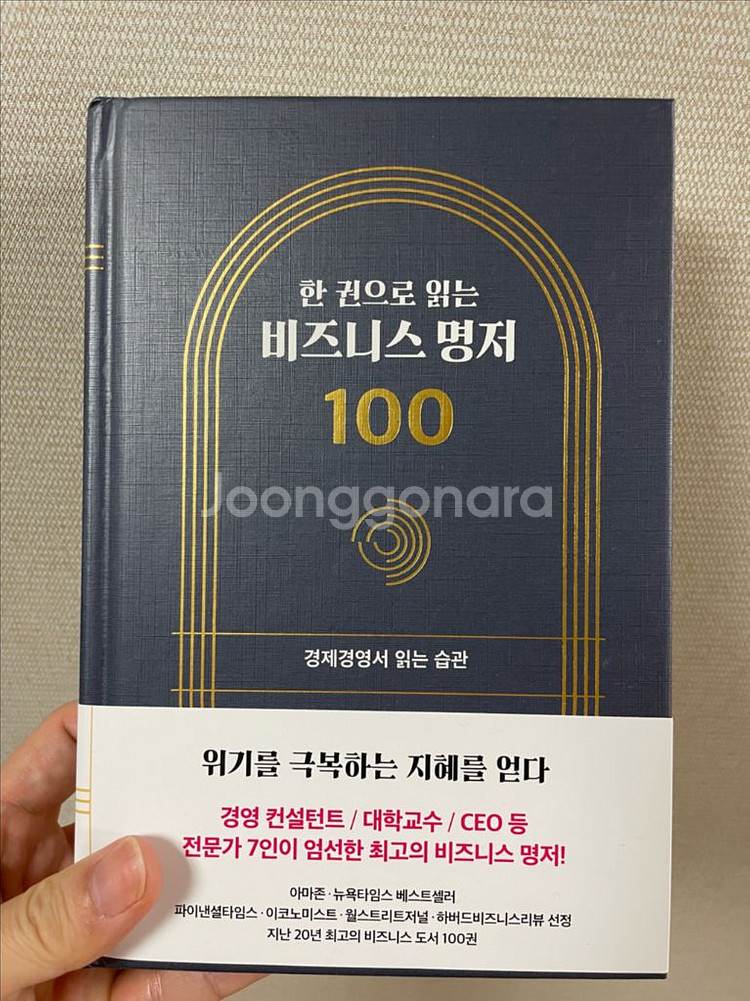 한 권으로 읽는
비즈니스 명저
100
Joonggonara
경제경영서 읽는 습관
위기를 극복하는 지혜를 얻다
경영 컨설턴트 / 대학교수 / CEO 등
전문가 7인이 엄선한 최고의 비즈니스 명저!
아마존·뉴욕타임스 베스트셀러
파이낸셜타임스·이코노미스트·월스트리트저널·하버드비즈니스리뷰 선정
지난 20년 최고의 비즈니스 도서 100권